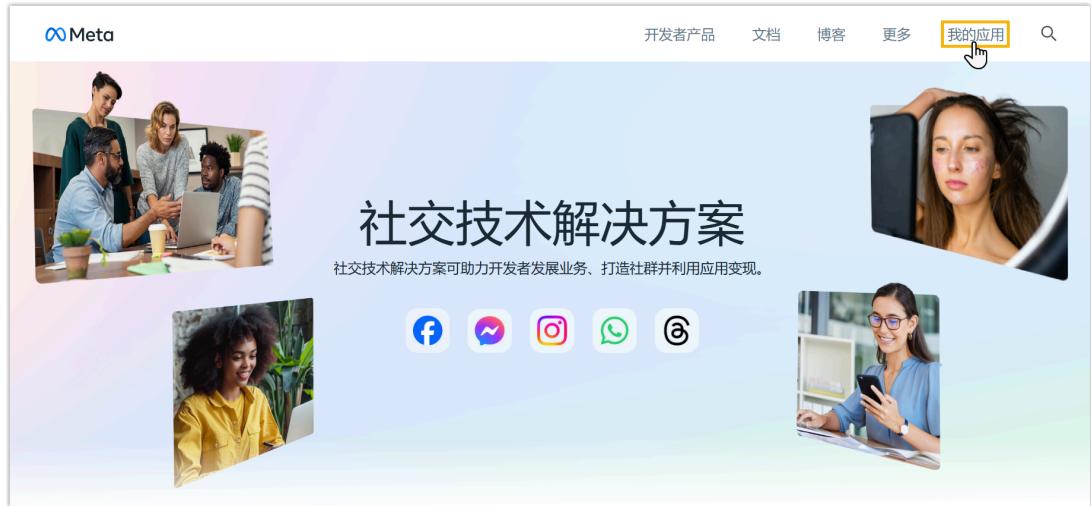 Meta
开发者产品 文档 博客 更多 我的应用
社交技术解决方案
社交技术解决方案可助力开发者发展业务、打造社群并利用应用变现。